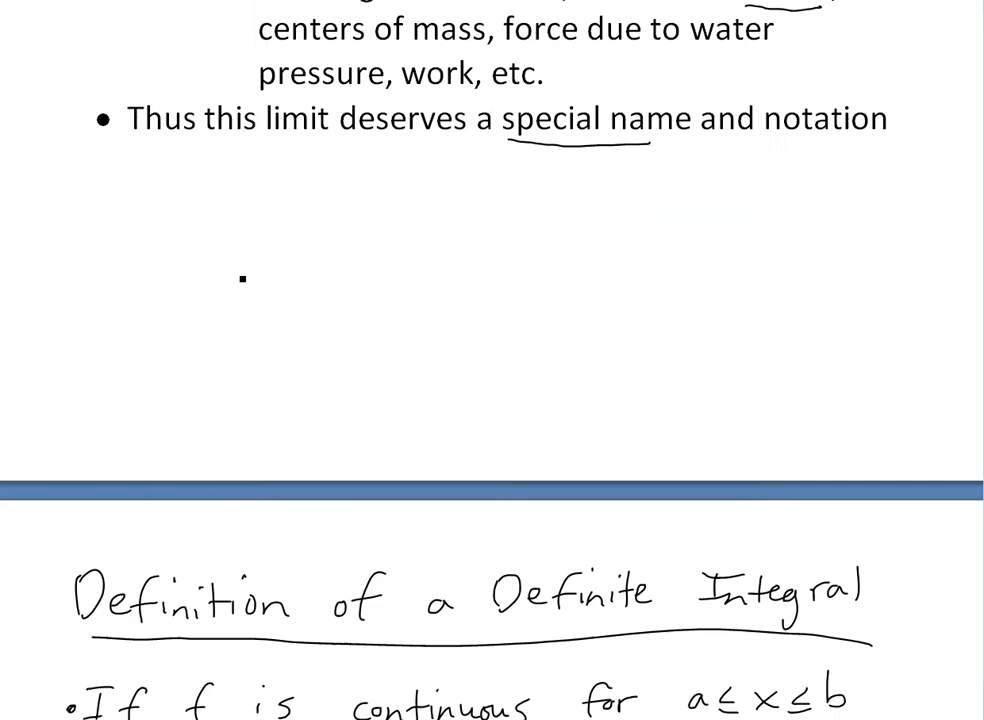 centers of mass, force due to water
pressure, work, etc.
• Thus this limit deserves a special name and notation
Definition of a Definite Integral
• If f is continuous for a ≤ x ≤ b